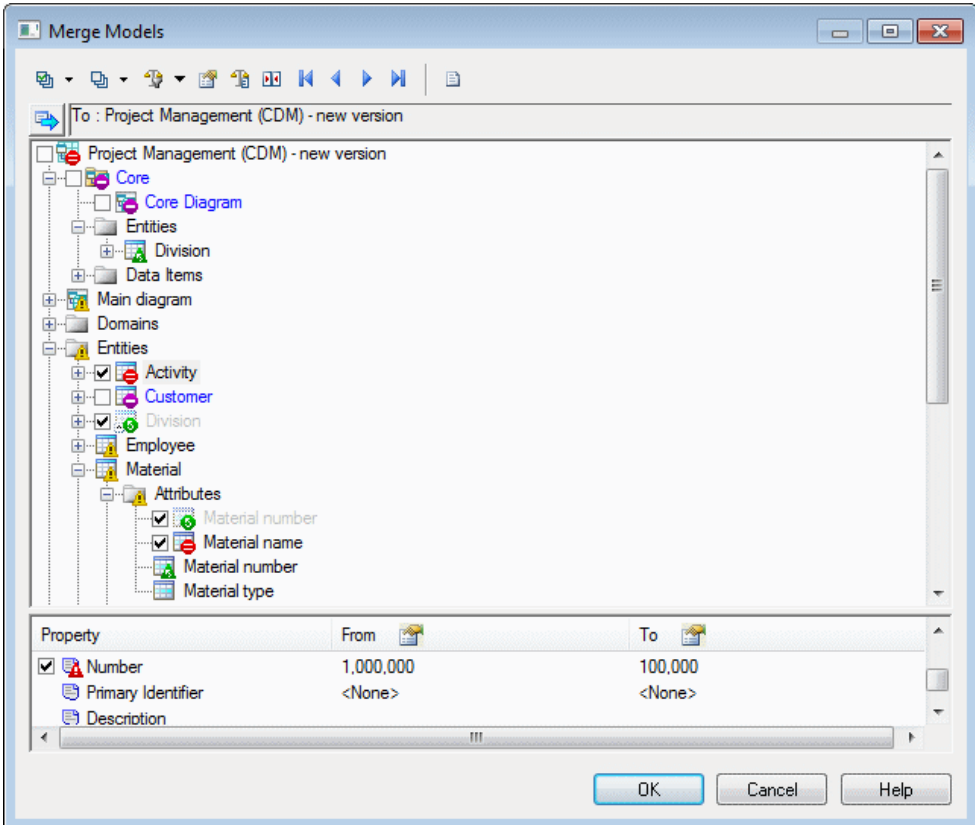 Merge Models
To : Project Management (CDM) - new version
Project Management (CDM) - new version
Core
Core Diagram
Entities
Division
Data Items
Main diagram
Domains
Entities
Activity
Customer
Division
Employee
Material
Attributes
Material number
Material name
Material number
Material type
Property From To
Number 1,000,000 100,000
Primary Identifier <None> <None>
Description
OK Cancel Help